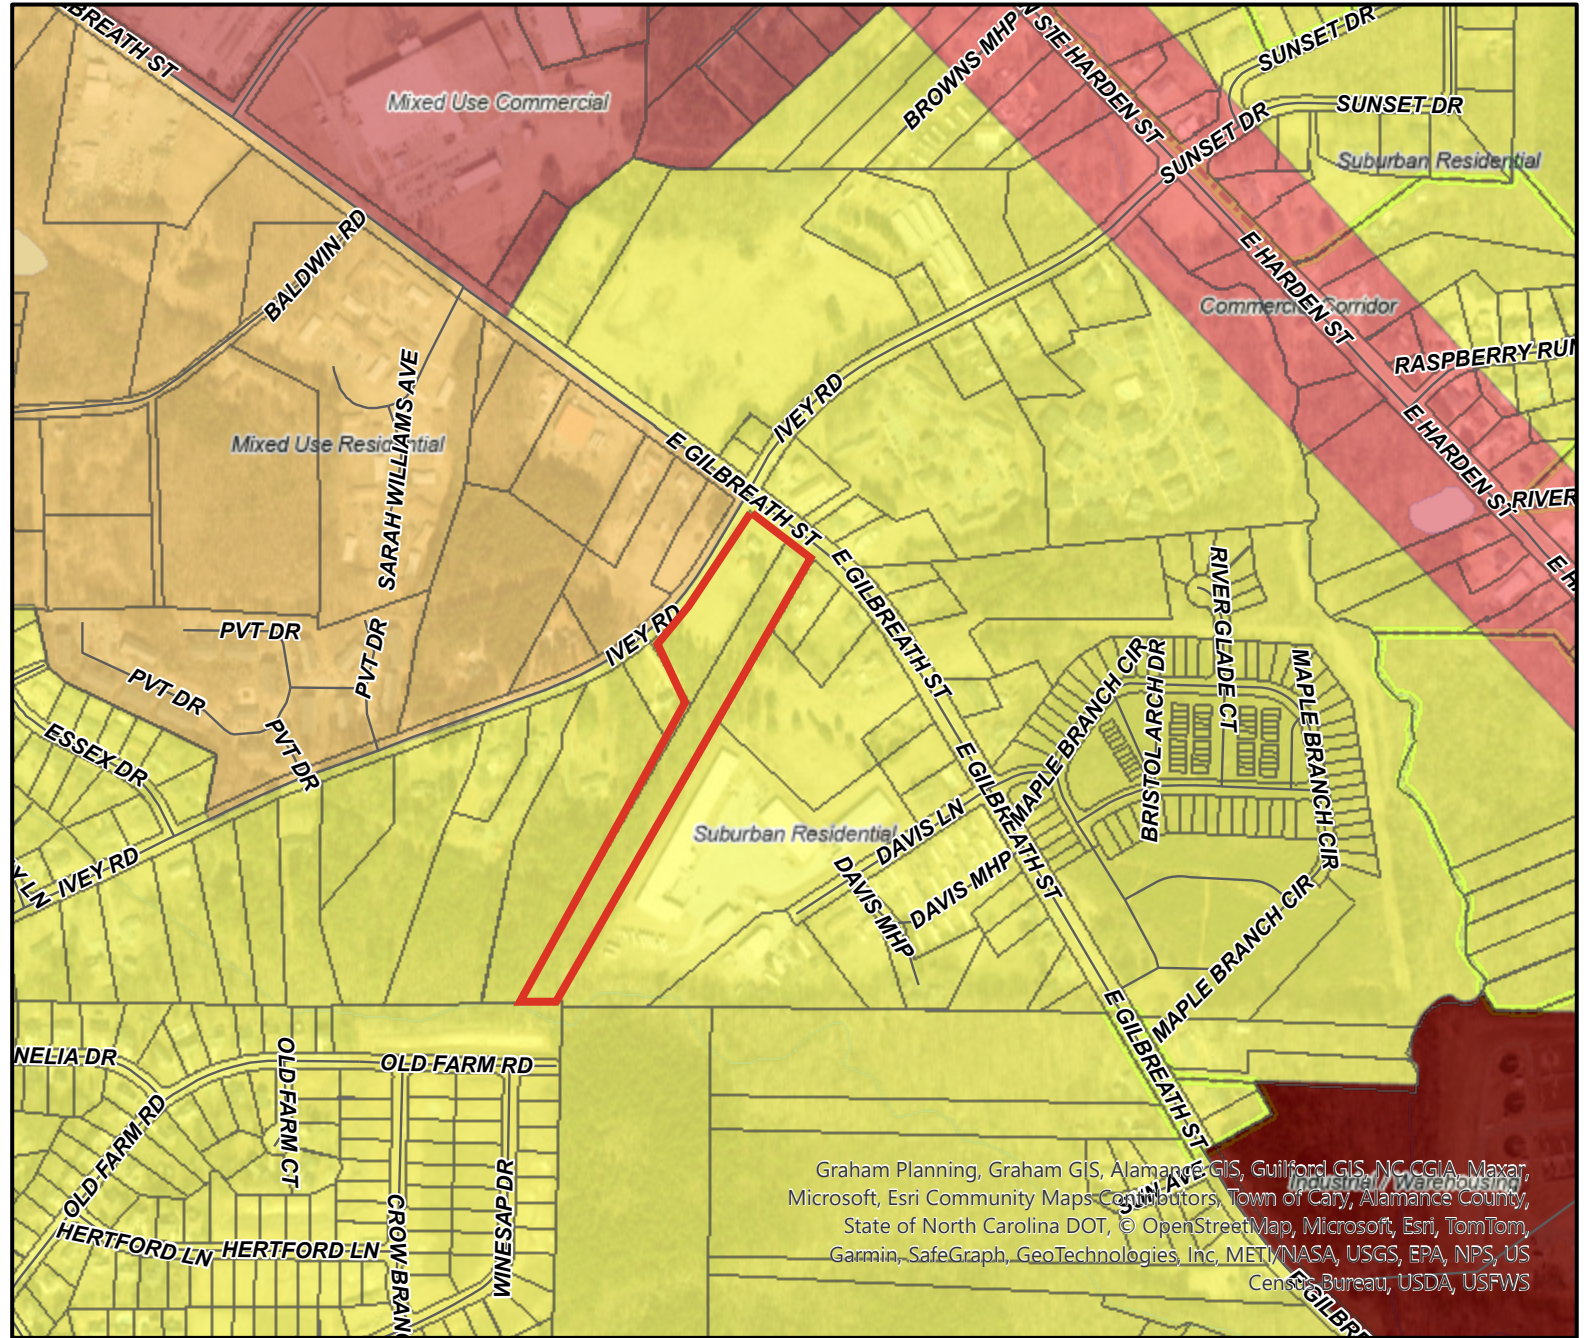 BREATH ST
N ST
E HARDEN ST
BROWNS MHP
SUNSET DR
SUNSET DR
SUNSET DR
Mixed Use Commercial
Suburban Residential
BALDWIN RD
E HARDEN ST
Commercial Corridor
RASPBERRY RUN
SARAH WILLIAMS AVE
IVEY RD
E HARDEN ST
Mixed Use Residential
E GILBREATH ST
RIVER
E H
E GILBREATH ST
RIVER GLADE CT
IVEY RD
PVT DR
PVT DR
PVT DR
PVT DR
MAPLE BRANCH CIR
BRISTOL ARCH DR
MAPLE BRANCH CIR
ESSEX DR
E GILBREATH ST
Suburban Residential
DAVIS LN
DAVIS MHP
DAVIS MHP
IVEY RD
Y LN
MAPLE BRANCH CIR
E GILBREATH ST
NELIA DR
OLD FARM RD
OLD FARM CT
OLD FARM RD
WINESAP DR
CROW BRANC
HERTFORD LN
HERTFORD LN
SUN AVE
Industrial / Warehousing
E GILBRE
Graham Planning, Graham GIS, Alamance GIS, Guilford GIS, NC CGIA, Maxar,
Microsoft, Esri Community Maps Contributors, Town of Cary, Alamance County,
State of North Carolina DOT, © OpenStreetMap, Microsoft, Esri, TomTom,
Garmin, SafeGraph, GeoTechnologies, Inc, METI/NASA, USGS, EPA, NPS, US
Census Bureau, USDA, USFWS